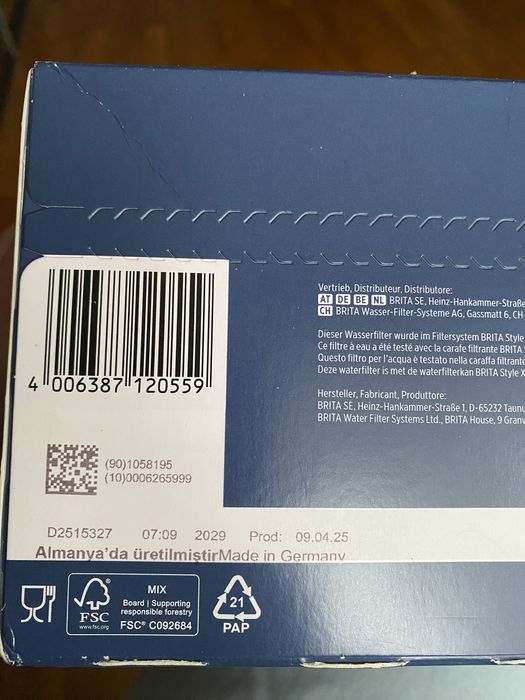 Vertrieb, Distributeur, Distributore:
AT DE BE NL BRITA SE, Heinz-Hankammer-Straße
CH BRITA Wasser-Filter-Systeme AG, Gassmatt 6, CH-
Dieser Wasserfilter wurde im Filtersystem BRITA Style
Ce filtre à eau a été testé avec la carafe filtrante BRITA
Questo filtro per l'acqua è testato nella caraffa filtrante
Deze waterfilter is met de waterfilterkan BRITA Style X
Hersteller, Fabricant, Produttore:
BRITA SE, Heinz-Hankammer-Straße 1, D-65232
BRITA Water Filter Systems Ltd., BRITA House, 9
4 006387 120559
(90)1058195
(10)0006265999
D2515327 07:09 2029 Prod: 09.04.25
Almanya'da üretilmiştir Made in Germany
FSC
www.fsc.org
MIX
Board | Supporting
responsible forestry
FSC® C092684
21
PAP